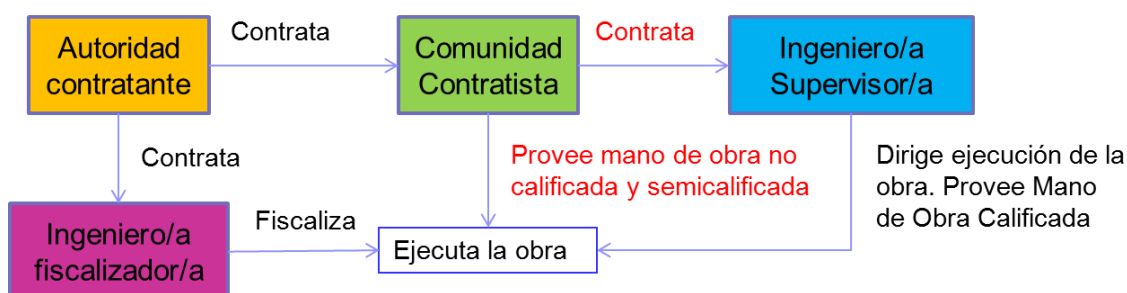 Autoridad
contratante
Contrata
Comunidad
Contratista
Contrata
Ingeniero/a
Supervisor/a
Contrata
Provee mano de obra no
calificada y semicalificada
Dirige ejecución de la
obra. Provee Mano
de Obra Calificada
Ingeniero/a
fiscalizador/a
Fiscaliza
Ejecuta la obra